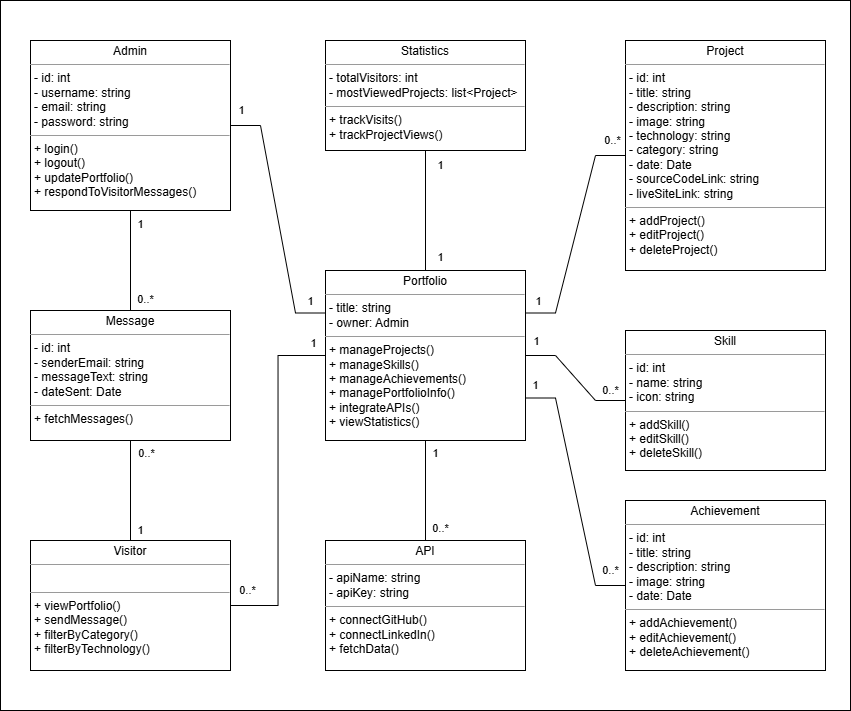 Admin
- id: int
- username: string
- email: string
- password: string
+ login()
+ logout()
+ updatePortfolio()
+ respondToVisitorMessages()
1
1
0..*
Statistics
- totalVisitors: int
- mostViewedProjects: list<Project>
+ trackVisits()
+ trackProjectViews()
1
1
Project
- id: int
- title: string
- description: string
- image: string
- technology: string
- category: string
- date: Date
- sourceCodeLink: string
- liveSiteLink: string
+ addProject()
+ editProject()
+ deleteProject()
0..*
Message
- id: int
- senderEmail: string
- messageText: string
- dateSent: Date
+ fetchMessages()
0..*
1
Portfolio
- title: string
- owner: Admin
+ manageProjects()
+ manageSkills()
+ manageAchievements()
+ managePortfolioInfo()
+ integrateAPIs()
+ viewStatistics()
1
1
1
1
1
1
0..*
Skill
- id: int
- name: string
- icon: string
+ addSkill()
+ editSkill()
+ deleteSkill()
0..*
Visitor
+ viewPortfolio()
+ sendMessage()
+ filterByCategory()
+ filterByTechnology()
0..*
API
- apiName: string
- apiKey: string
+ connectGitHub()
+ connectLinkedIn()
+ fetchData()
Achievement
- id: int
- title: string
- description: string
- image: string
- date: Date
+ addAchievement()
+ editAchievement()
+ deleteAchievement()
0..*